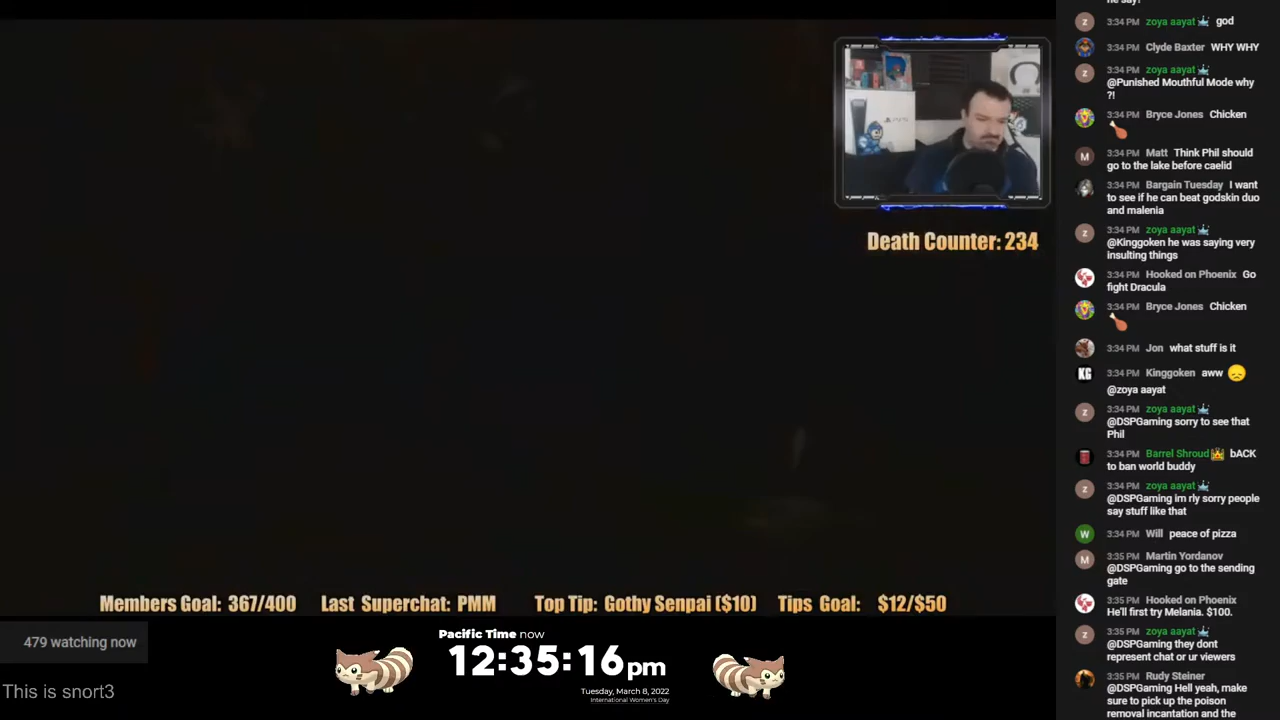 he say?
3:34 PM zoya aayat god
3:34 PM Clyde Baxter WHY WHY
3:34 PM zoya aayat
@Punished Mouthful Mode why
?!
3:34 PM Bryce Jones Chicken
3:34 PM Matt Think Phil should
go to the lake before caelid
3:34 PM Bargain Tuesday I want
to see if he can beat godskin duo
and malenia
3:34 PM zoya aayat
@Kinggoken he was saying very
insulting things
3:34 PM Hooked on Phoenix Go
fight Dracula
3:34 PM Bryce Jones Chicken
3:34 PM Jon what stuff is it
KG 3:34 PM Kinggoken aww
@zoya aayat
3:34 PM zoya aayat
@DSPGaming sorry to see that
Phil
3:34 PM Barrel Shroud bACK
to ban world buddy
3:34 PM zoya aayat
@DSPGaming im rly sorry people
say stuff like that
3:34 PM Will peace of pizza
3:35 PM Martin Yordanov
@DSPGaming go to the sending
gate
3:35 PM Hooked on Phoenix
He'll first try Melania. $100.
3:35 PM zoya aayat
@DSPGaming they dont
represent chat or ur viewers
3:35 PM Rudy Steiner
@DSPGaming Hell yeah, make
sure to pick up the poison
removal incantation and the
Death Counter: 234
Members Goal: 367/400 Last Superchat: PMM Top Tip: Gothy Senpai ($10) Tips Goal: $12/$50
479 watching now
This is snort3
Pacific Time now
12:35:16pm
Tuesday, March 8, 2022
International Women's Day